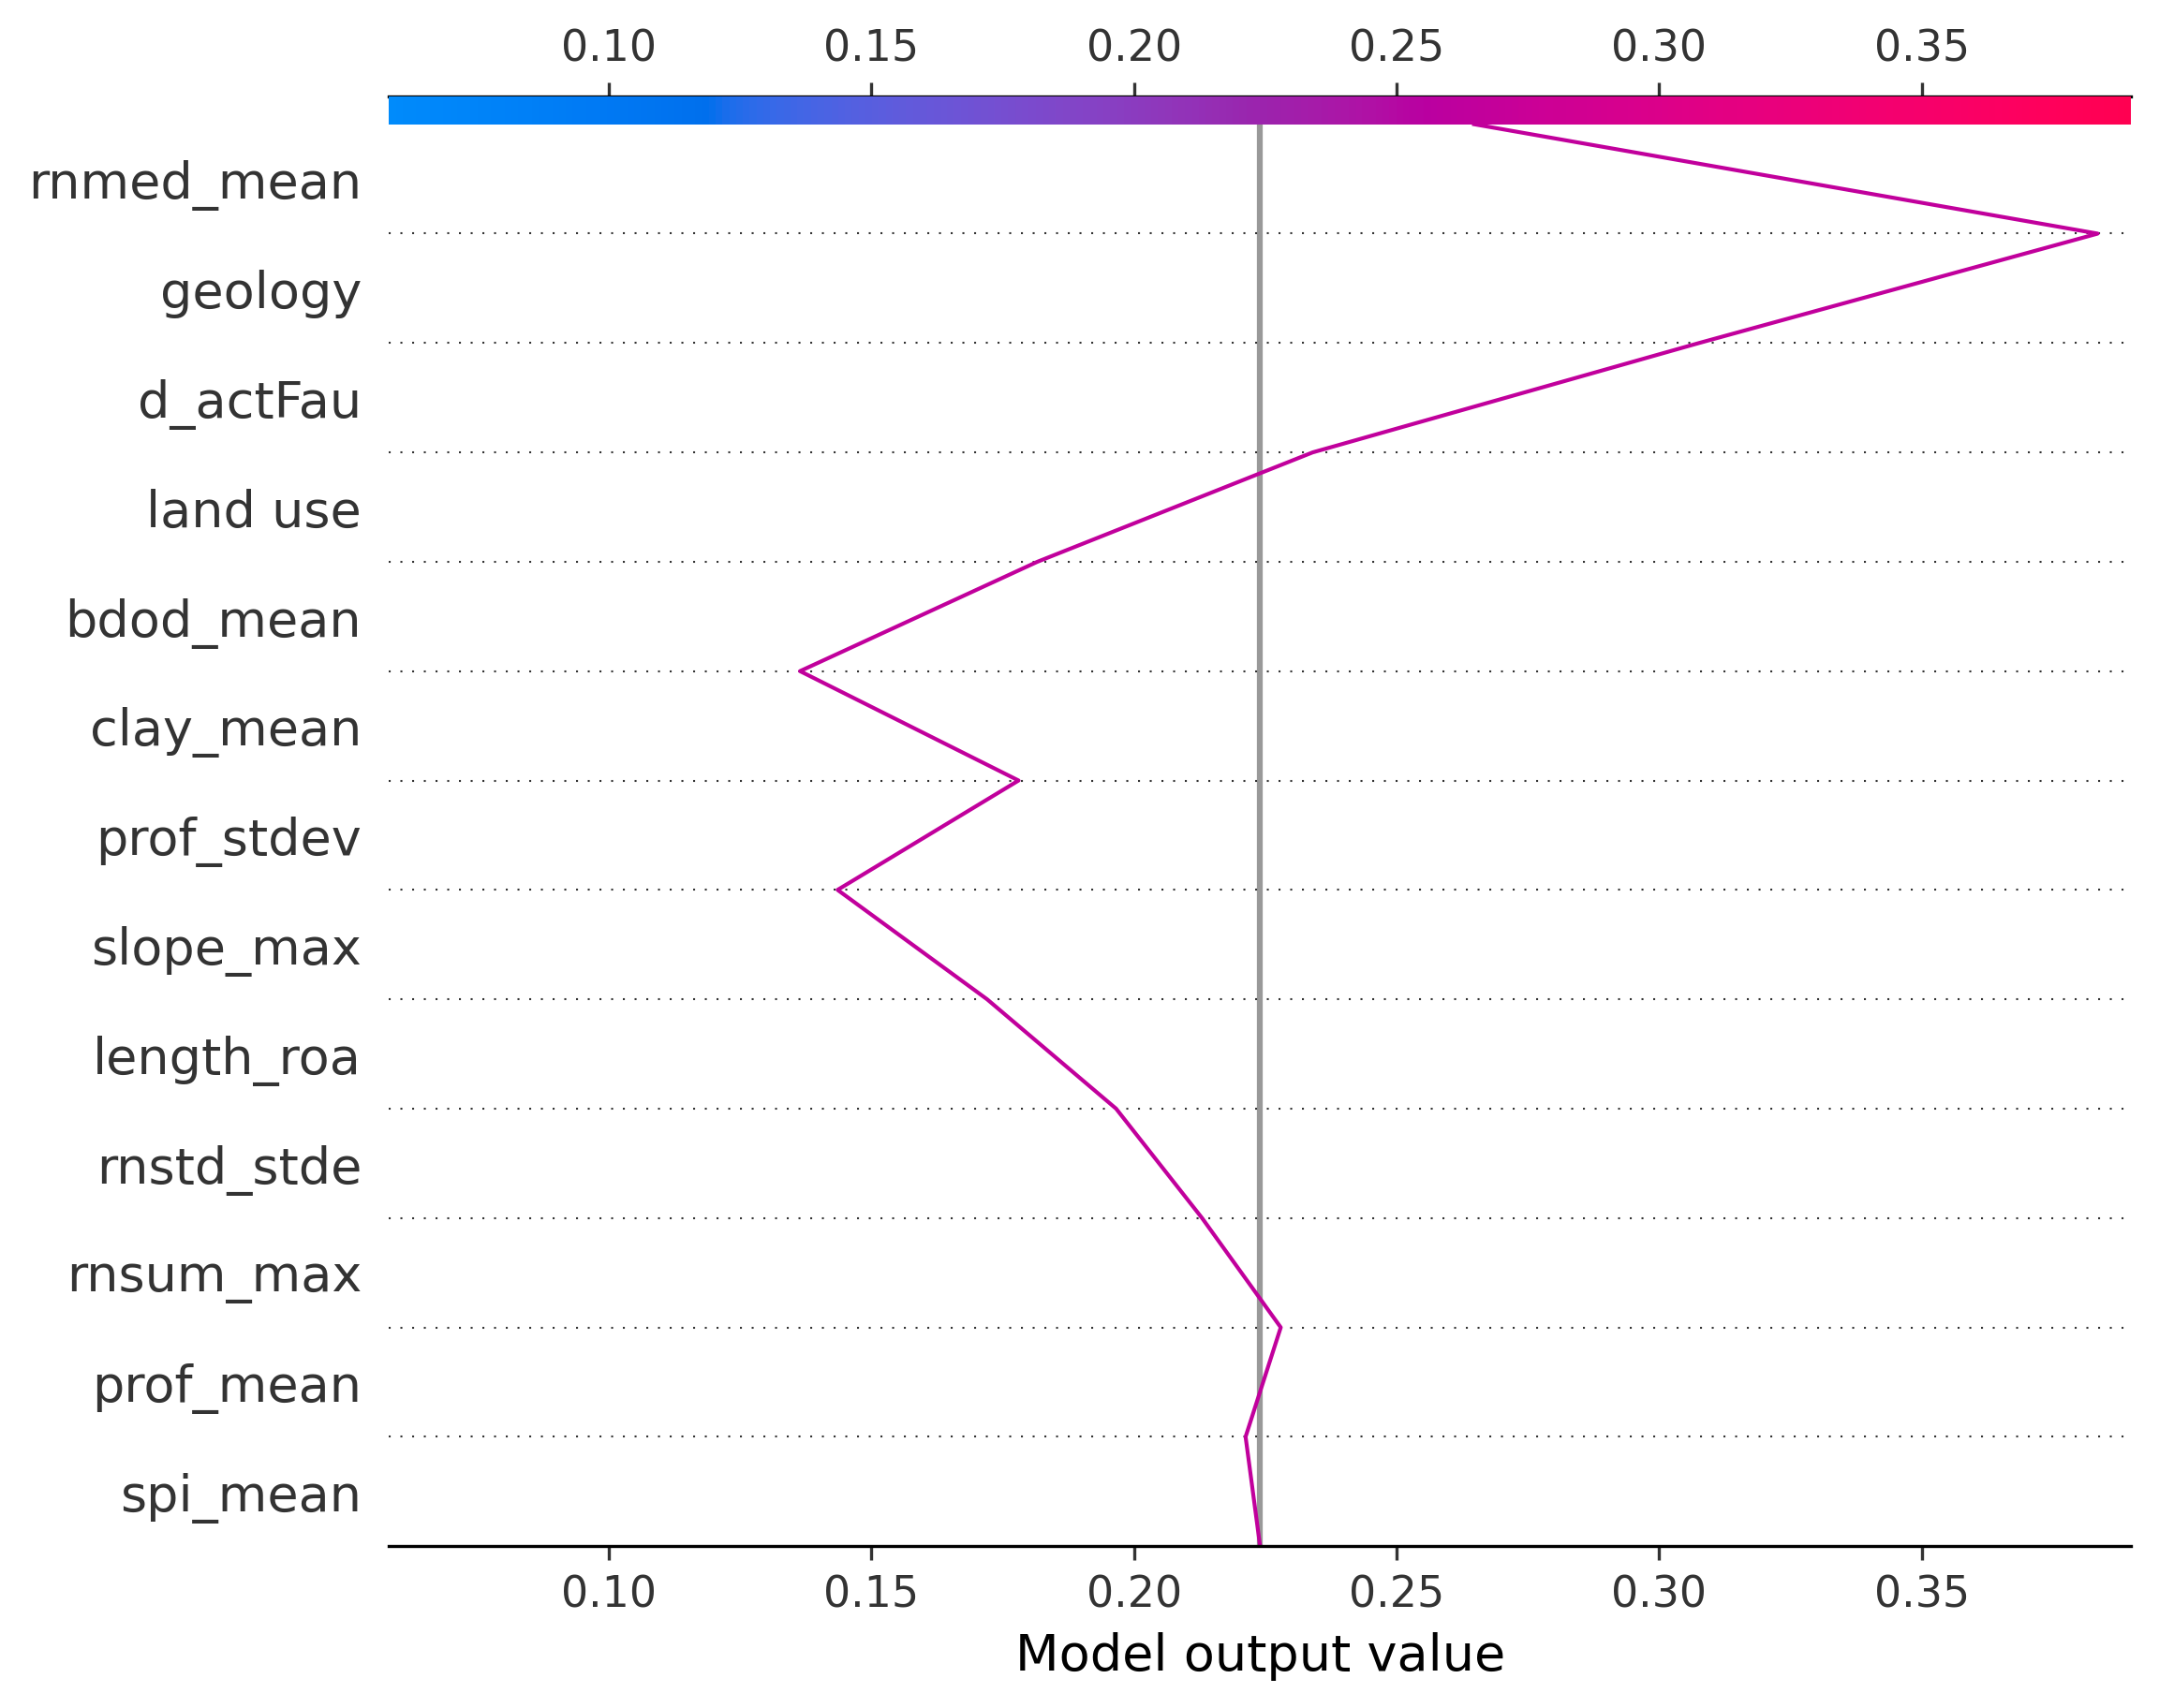 0.10 0.15 0.20 0.25 0.30 0.35
rnmed_mean
geology
d_actFau
land use
bdod_mean
clay_mean
prof_stdev
slope_max
length_roa
rnstd_stde
rnsum_max
prof_mean
spi_mean
0.10 0.15 0.20 0.25 0.30 0.35
Model output value